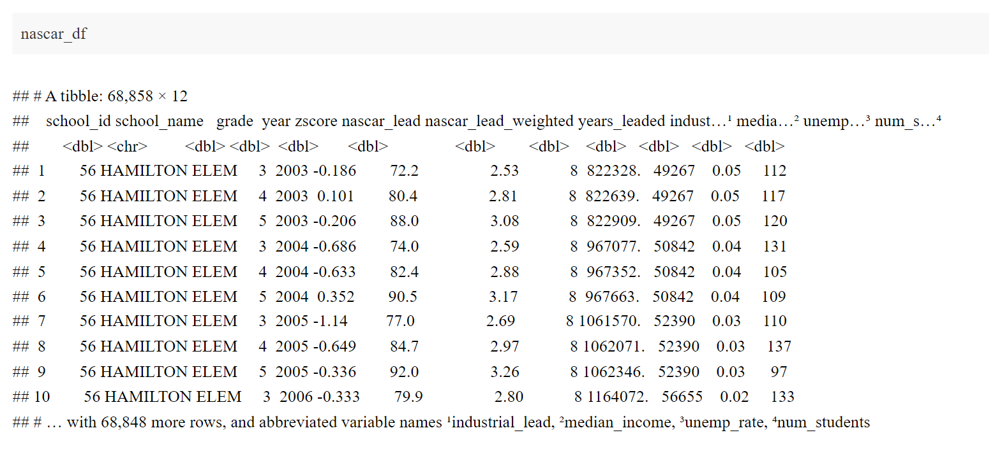 nascar_df
## # A tibble: 68,858 × 12
## school_id school_name grade year zscore nascar_lead nascar_lead_weighted years_leaded indust…¹ media…² unemp…³ num_s…⁴
## <dbl> <chr> <dbl> <dbl> <dbl> <dbl> <dbl> <dbl> <dbl> <dbl> <dbl> <dbl>
## 1 56 HAMILTON ELEM 3 2003 -0.186 72.2 2.53 8 822328. 49267 0.05 112
## 2 56 HAMILTON ELEM 4 2003 0.101 80.4 2.81 8 822639. 49267 0.05 117
## 3 56 HAMILTON ELEM 5 2003 -0.206 88.0 3.08 8 822909. 49267 0.05 120
## 4 56 HAMILTON ELEM 3 2004 -0.686 74.0 2.59 8 967077. 50842 0.04 131
## 5 56 HAMILTON ELEM 4 2004 -0.633 82.4 2.88 8 967352. 50842 0.04 105
## 6 56 HAMILTON ELEM 5 2004 0.352 90.5 3.17 8 967663. 50842 0.04 109
## 7 56 HAMILTON ELEM 3 2005 -1.14 77.0 2.69 8 1061570. 52390 0.03 110
## 8 56 HAMILTON ELEM 4 2005 -0.649 84.7 2.97 8 1062071. 52390 0.03 137
## 9 56 HAMILTON ELEM 5 2005 -0.336 92.0 3.26 8 1062346. 52390 0.03 97
## 10 56 HAMILTON ELEM 3 2006 -0.333 79.9 2.80 8 1164072. 56655 0.02 133
## # … with 68,848 more rows, and abbreviated variable names ¹industrial_lead, ²median_income, ³unemp_rate, ⁴num_students